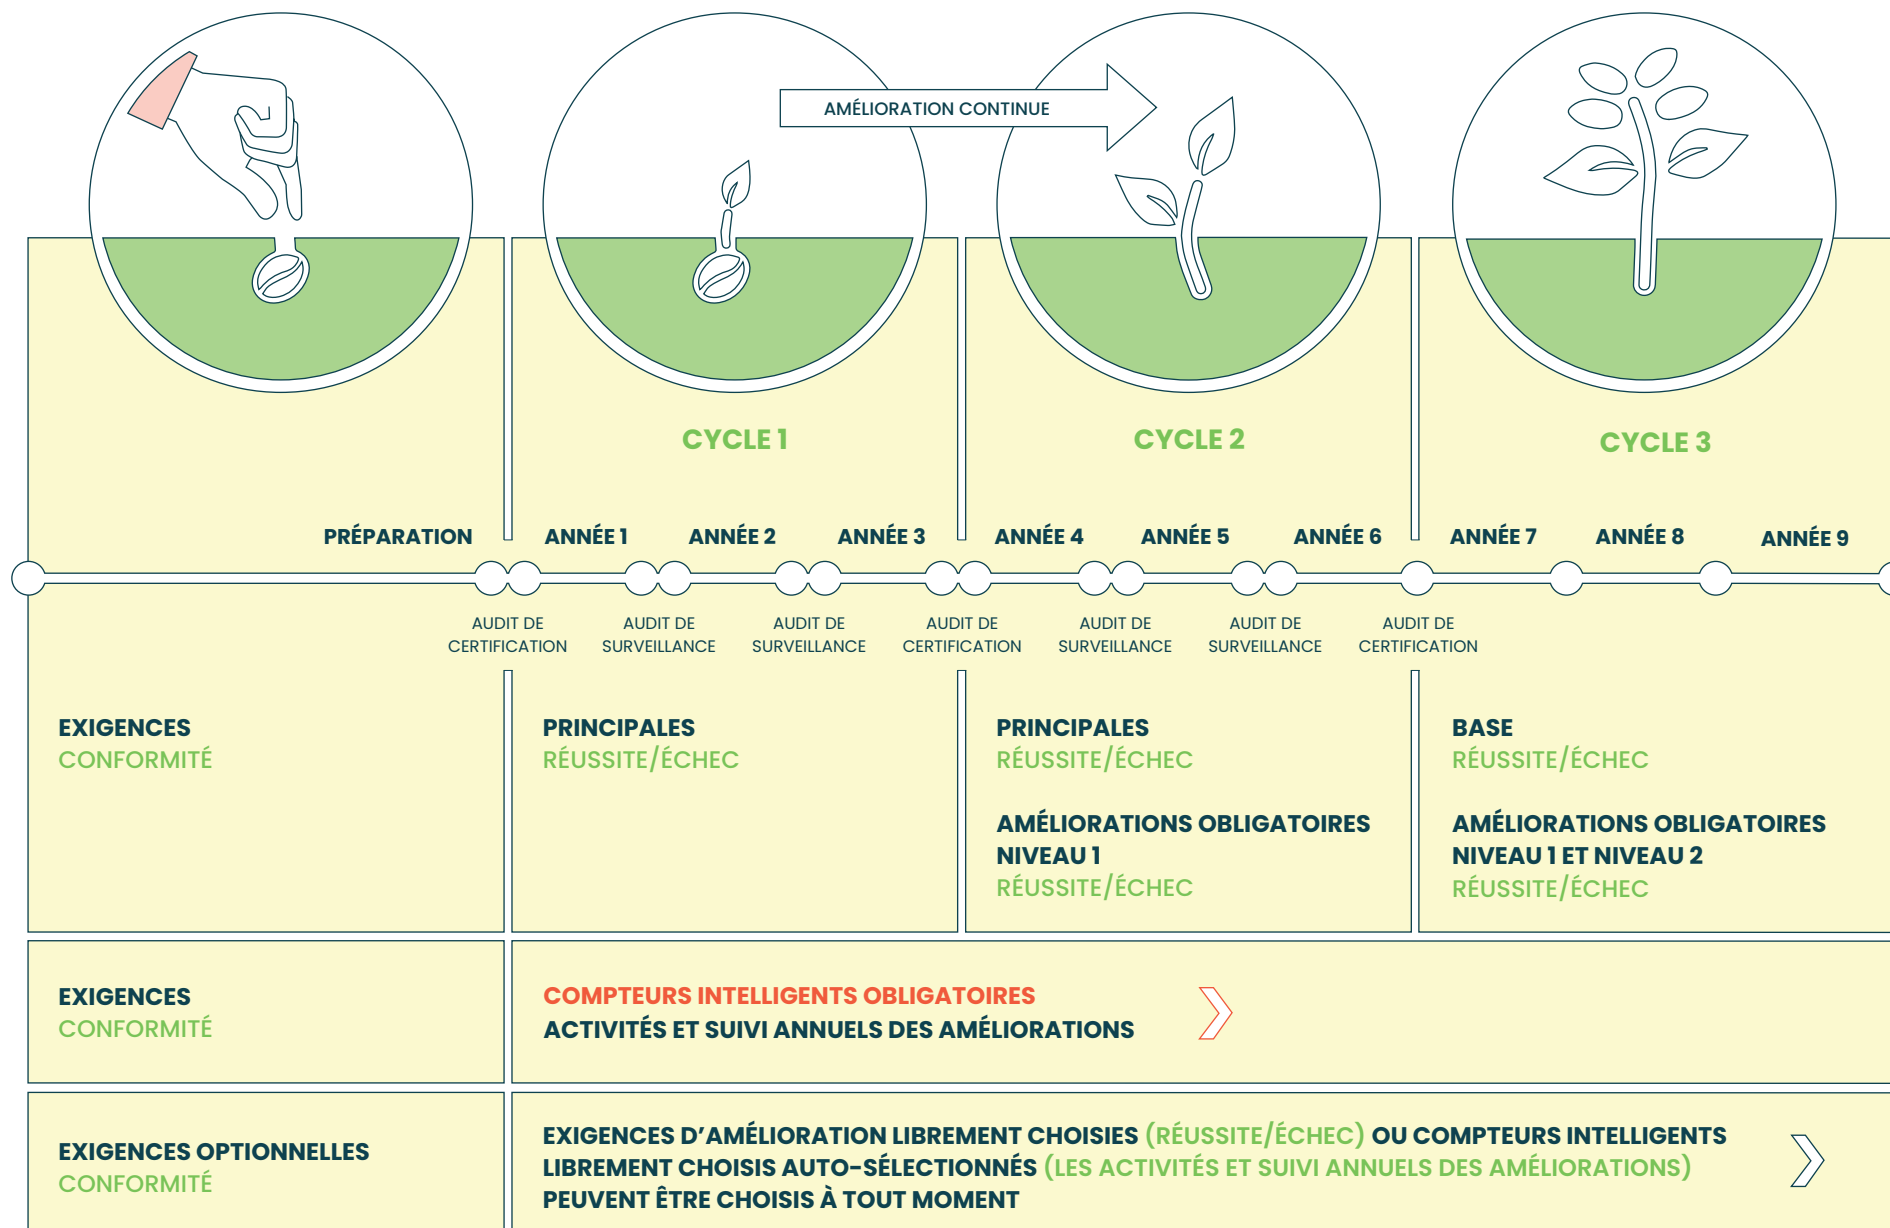 AMÉLIORATION CONTINUE
CYCLE 1
CYCLE 2
CYCLE 3
PRÉPARATION
ANNÉE 1
ANNÉE 2
ANNÉE 3
ANNÉE 4
ANNÉE 5
ANNÉE 6
ANNÉE 7
ANNÉE 8
ANNÉE 9
AUDIT DE
CERTIFICATION
AUDIT DE
SURVEILLANCE
AUDIT DE
SURVEILLANCE
AUDIT DE
CERTIFICATION
AUDIT DE
SURVEILLANCE
AUDIT DE
SURVEILLANCE
AUDIT DE
CERTIFICATION
EXIGENCES
CONFORMITÉ
PRINCIPALES
RÉUSSITE/ÉCHEC
PRINCIPALES
RÉUSSITE/ÉCHEC
AMÉLIORATIONS OBLIGATOIRES
NIVEAU 1
RÉUSSITE/ÉCHEC
BASE
RÉUSSITE/ÉCHEC
AMÉLIORATIONS OBLIGATOIRES
NIVEAU 1 ET NIVEAU 2
RÉUSSITE/ÉCHEC
EXIGENCES
CONFORMITÉ
COMPTEURS INTELLIGENTS OBLIGATOIRES
ACTIVITÉS ET SUIVI ANNUELS DES AMÉLIORATIONS
EXIGENCES OPTIONNELLES
CONFORMITÉ
EXIGENCES D’AMÉLIORATION LIBREMENT CHOISIES (RÉUSSITE/ÉCHEC) OU COMPTEURS INTELLIGENTS
LIBREMENT CHOISIS AUTO-SÉLECTIONNÉS (LES ACTIVITÉS ET SUIVI ANNUELS DES AMÉLIORATIONS)
PEUVENT ÊTRE CHOISIS À TOUT MOMENT